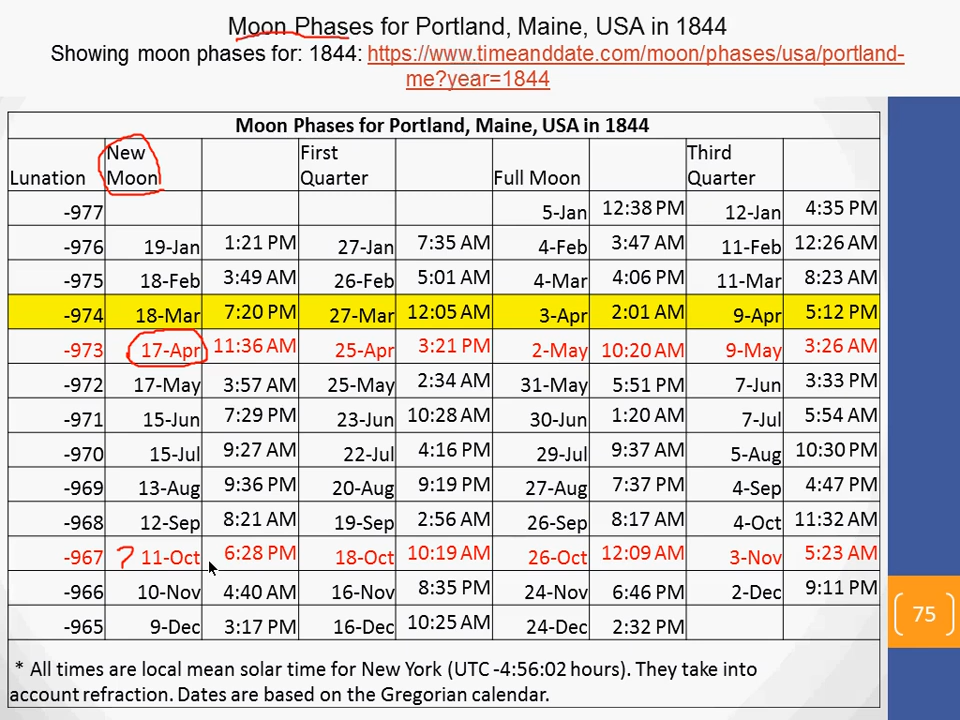 Moon Phases for Portland, Maine, USA in 1844
Showing moon phases for: 1844: https://www.timeanddate.com/moon/phases/usa/portland-
me?year=1844
Moon Phases for Portland, Maine, USA in 1844
Lunation New Moon First Quarter Full Moon Third Quarter
-977 5-Jan 12:38 PM 12-Jan 4:35 PM
-976 19-Jan 1:21 PM 27-Jan 7:35 AM 4-Feb 3:47 AM 11-Feb 12:26 AM
-975 18-Feb 3:49 AM 26-Feb 5:01 AM 4-Mar 4:06 PM 11-Mar 8:23 AM
-974 18-Mar 7:20 PM 27-Mar 12:05 AM 3-Apr 2:01 AM 9-Apr 5:12 PM
-973 17-Apr 11:36 AM 25-Apr 3:21 PM 2-May 10:20 AM 9-May 3:26 AM
-972 17-May 3:57 AM 25-May 2:34 AM 31-May 5:51 PM 7-Jun 3:33 PM
-971 15-Jun 7:29 PM 23-Jun 10:28 AM 30-Jun 1:20 AM 7-Jul 5:54 AM
-970 15-Jul 9:27 AM 22-Jul 4:16 PM 29-Jul 9:37 AM 5-Aug 10:30 PM
-969 13-Aug 9:36 PM 20-Aug 9:19 PM 27-Aug 7:37 PM 4-Sep 4:47 PM
-968 12-Sep 8:21 AM 19-Sep 2:56 AM 26-Sep 8:17 AM 4-Oct 11:32 AM
-967 ? 11-Oct 6:28 PM 18-Oct 10:19 AM 26-Oct 12:09 AM 3-Nov 5:23 AM
-966 10-Nov 4:40 AM 16-Nov 8:35 PM 24-Nov 6:46 PM 2-Dec 9:11 PM
-965 9-Dec 3:17 PM 16-Dec 10:25 AM 24-Dec 2:32 PM
75
* All times are local mean solar time for New York (UTC -4:56:02 hours). They take into
account refraction. Dates are based on the Gregorian calendar.